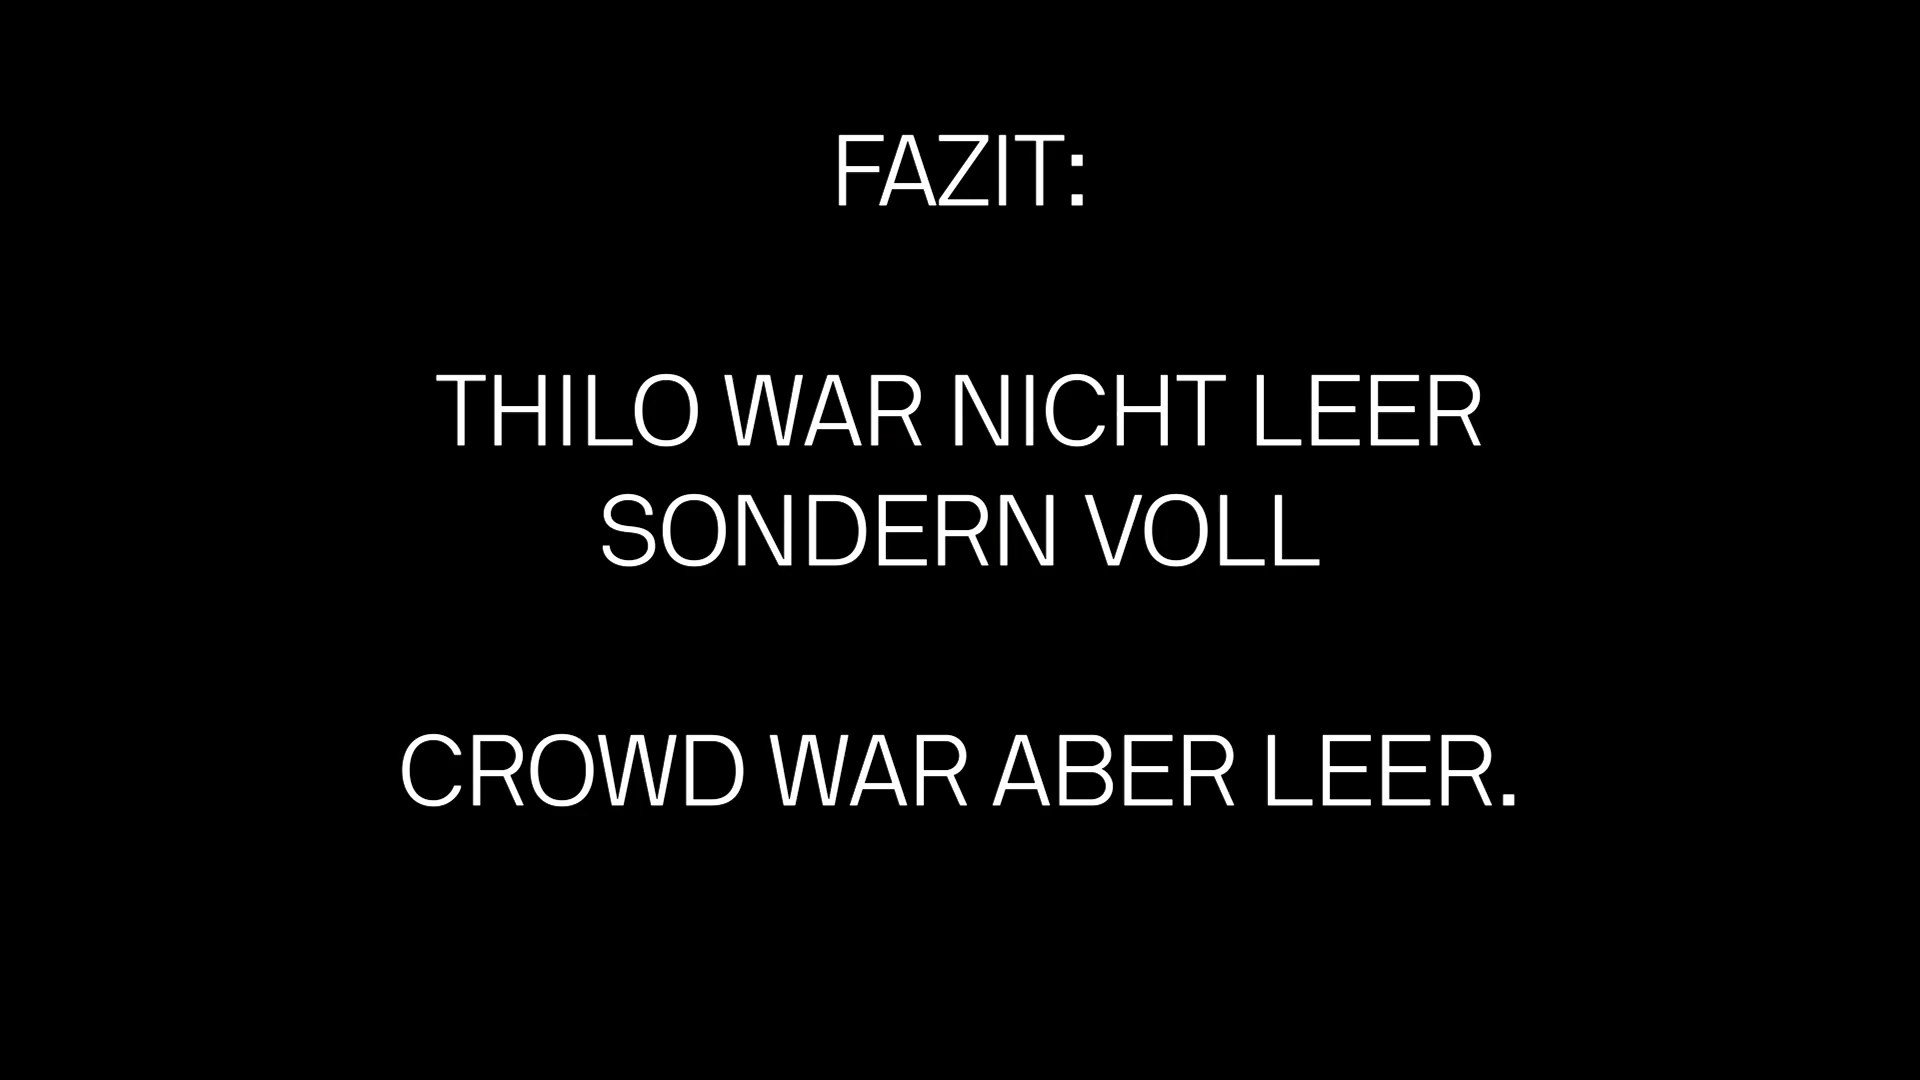 FAZIT:
THILO WAR NICHT LEER
SONDERN VOLL
CROWD WAR ABER LEER.